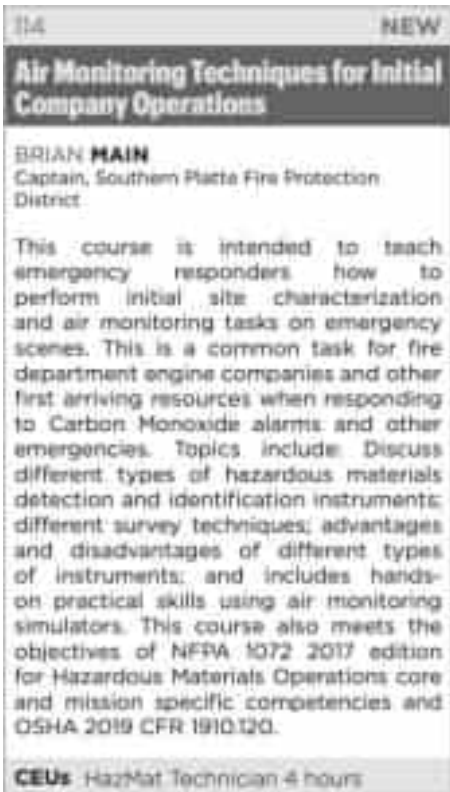 114 NEW
Air Monitoring Techniques for Initial
Company Operations
BRIAN MAIN
Captain, Southern Platte Fire Protection
District
This course is intended to teach
emergency responders how to
perform initial site characterization
and air monitoring tasks on emergency
scenes. This is a common task for fire
department engine companies and other
first arriving resources when responding
to Carbon Monoxide alarms and other
emergencies. Topics include: Discuss
different types of hazardous materials
detection and identification instruments;
different survey techniques; advantages
and disadvantages of different types
of instruments; and includes hands-
on practical skills using air monitoring
simulators. This course also meets the
objectives of NFPA 1072 2017 edition
for Hazardous Materials Operations core
and mission specific competencies and
OSHA 2019 CFR 1910.120.
CEUs HazMat Technician 4 hours